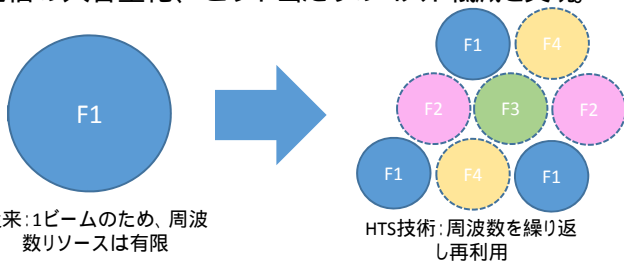 F1
F1
F4
F2
F3
F2
F1
F4
F1
来:1ビームのため、周波
数リソースは有限
HTS技術:周波数を繰り返
し再利用